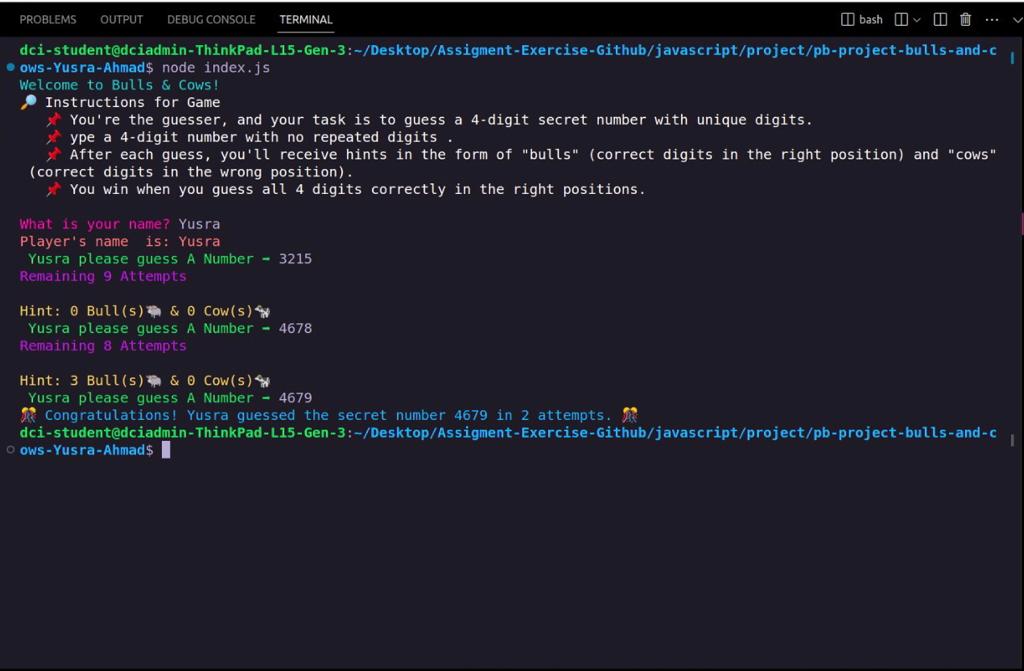 PROBLEMS OUTPUT DEBUG CONSOLE TERMINAL bash
dci-student@dciadmin-ThinkPad-L15-Gen-3:~/Desktop/Assigment-Exercise-Github/javascript/project/pb-project-bulls-and-c
ows-Yusra-Ahmad$ node index.js
Welcome to Bulls & Cows!
🔎 Instructions for Game
📌 You're the guesser, and your task is to guess a 4-digit secret number with unique digits.
📌 ype a 4-digit number with no repeated digits .
📌 After each guess, you'll receive hints in the form of "bulls" (correct digits in the right position) and "cows"
(correct digits in the wrong position).
📌 You win when you guess all 4 digits correctly in the right positions.
What is your name? Yusra
Player's name  is: Yusra
Yusra please guess A Number ➡ 3215
Remaining 9 Attempts
Hint: 0 Bull(s)🐃 & 0 Cow(s)🐄
Yusra please guess A Number ➡ 4678
Remaining 8 Attempts
Hint: 3 Bull(s)🐃 & 0 Cow(s)🐄
Yusra please guess A Number ➡ 4679
🎊 Congratulations! Yusra guessed the secret number 4679 in 2 attempts. 🎊
dci-student@dciadmin-ThinkPad-L15-Gen-3:~/Desktop/Assigment-Exercise-Github/javascript/project/pb-project-bulls-and-c
ows-Yusra-Ahmad$